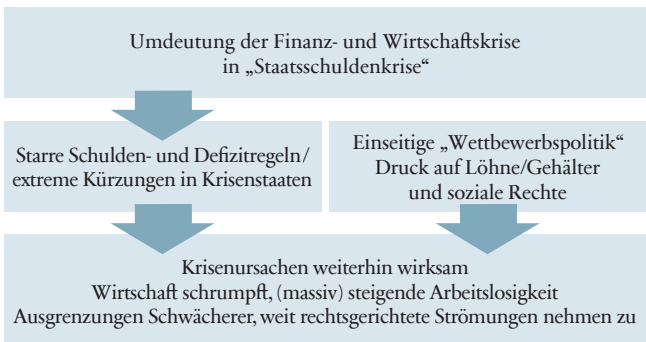 Umdeutung der Finanz- und Wirtschaftskrise
in „Staatsschuldenkrise“
Starre Schulden- und Defizitregeln/
extreme Kürzungen in Krisenstaaten
Einseitige „Wettbewerbspolitik“
Druck auf Löhne/Gehälter
und soziale Rechte
Krisenursachen weiterhin wirksam
Wirtschaft schrumpft, (massiv) steigende Arbeitslosigkeit
Ausgrenzungen Schwächerer, weit rechtsgerichtete Strömungen nehmen zu